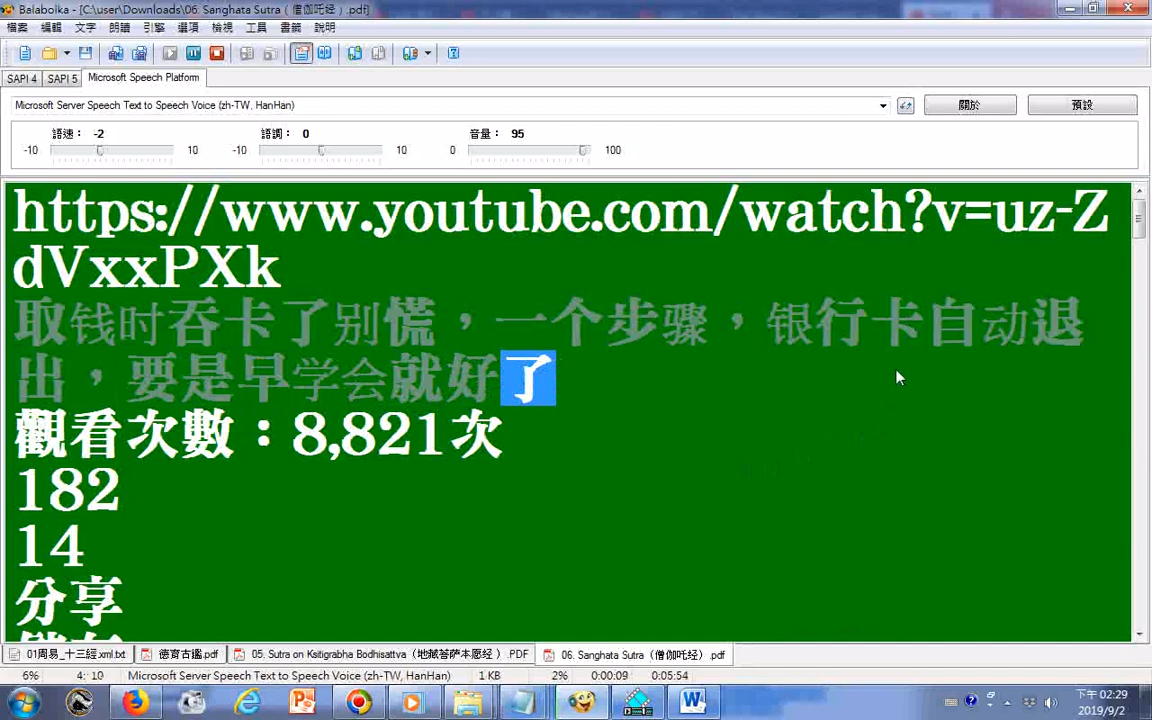 Balabolka - [C:\user\Downloads\06. Sanghata Sutra（僧伽吒经）.pdf]
檔案 編輯 文字 朗讀 引擎 選項 檢視 工具 書籤 說明
SAPI 4 SAPI 5 Microsoft Speech Platform
Microsoft Server Speech Text to Speech Voice (zh-TW, HanHan) 關於 預設
語速： -2 語調： 0 音量： 95
-10 10 -10 10 0 100
https://www.youtube.com/watch?v=uz-Z
dVxxPXk
取钱时吞卡了别慌，一个步骤，银行卡自动退
出，要是早学会就好了
觀看次數：8,821次
182
14
分享
01周易_十三經.xml.txt 德育古鑑.pdf 05. Sutra on Ksitigrabha Bodhisattva（地藏菩萨本愿经）.PDF 06. Sanghata Sutra（僧伽吒经）.pdf
6% 4: 10 Microsoft Server Speech Text to Speech Voice (zh-TW, HanHan) 1 KB 2% 0:00:09 0:05:54
下午 02:29
2019/9/2